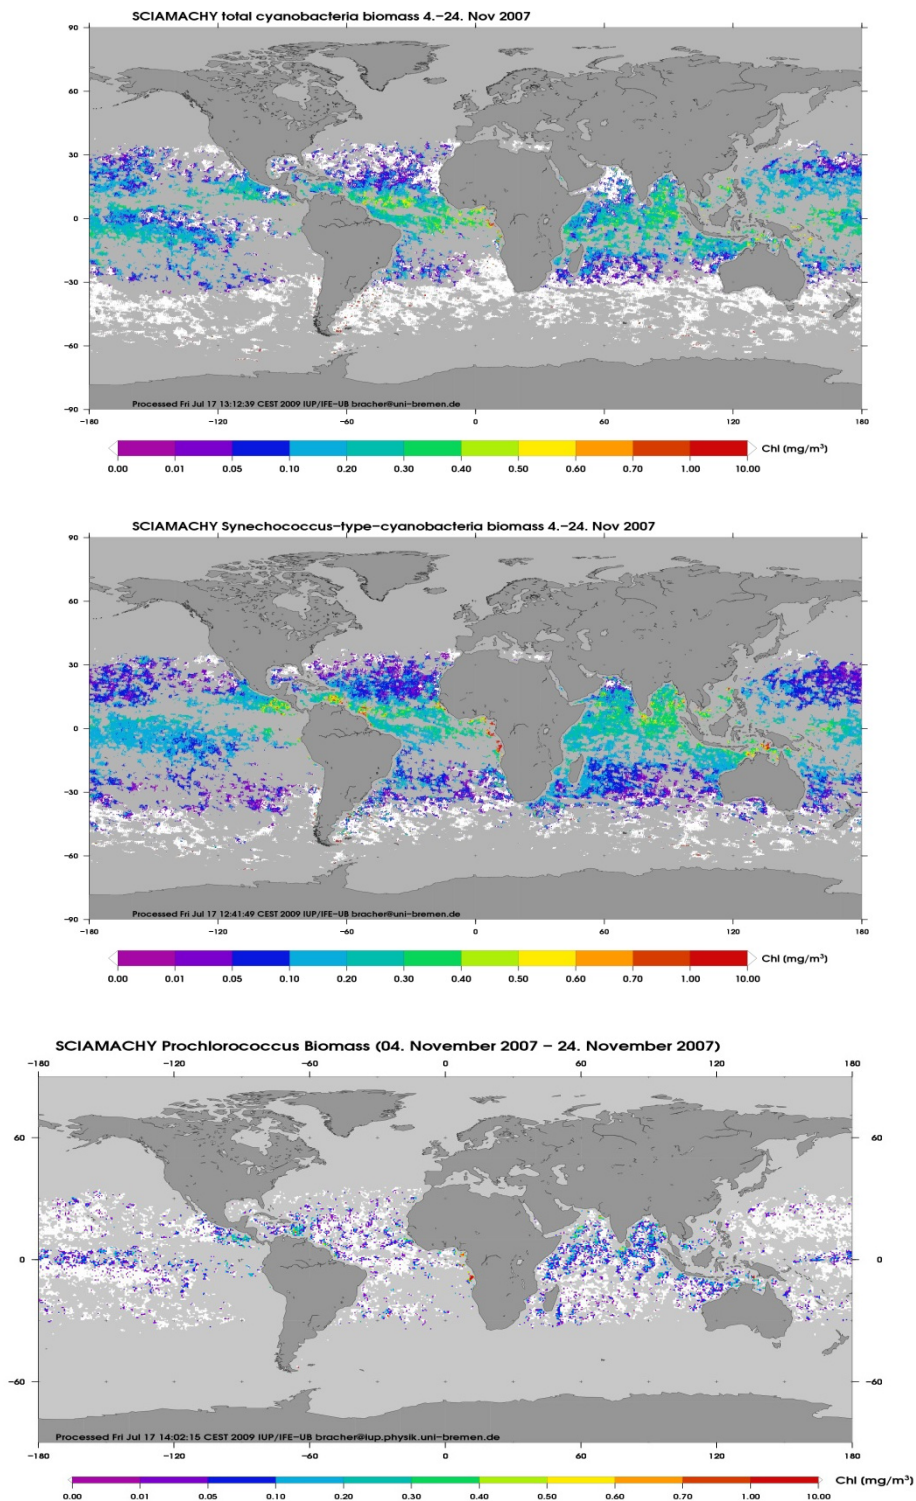 SCIAMACHY total cyanobacteria biomass 4.-24. Nov 2007
90
60
30
0
-30
-60
-90
Processed Fri Jul 17 13:12:39 CEST 2009 IUP/IFE-UB bracher@uni-bremen.de
-180 -120 -60 0 60 120 180
Chl (mg/m³)
0.00 0.01 0.05 0.10 0.20 0.30 0.40 0.50 0.60 0.70 1.00 10.00
SCIAMACHY Synechococcus-type-cyanobacteria biomass 4.-24. Nov 2007
90
60
30
0
-30
-60
-90
Processed Fri Jul 17 12:41:49 CEST 2009 IUP/IFE-UB bracher@uni-bremen.de
-180 -120 -60 0 60 120 180
Chl (mg/m³)
0.00 0.01 0.05 0.10 0.20 0.30 0.40 0.50 0.60 0.70 1.00 10.00
SCIAMACHY Prochlorococcus Biomass (04. November 2007 - 24. November 2007)
-180 -120 -60 0 60 120 180
60 60
0 0
-60 -60
Processed Fri Jul 17 14:02:15 CEST 2009 IUP/IFE-UB bracher@iup.physik.uni-bremen.de
-180 -120 -60 0 60 120 180
Chl (mg/m³)
0.00 0.01 0.05 0.10 0.20 0.30 0.40 0.50 0.60 0.70 1.00 10.00